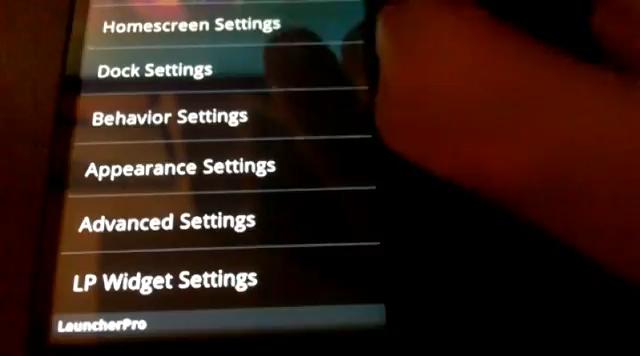 Homescreen Settings
Dock Settings
Behavior Settings
Appearance Settings
Advanced Settings
LP Widget Settings
LauncherPro